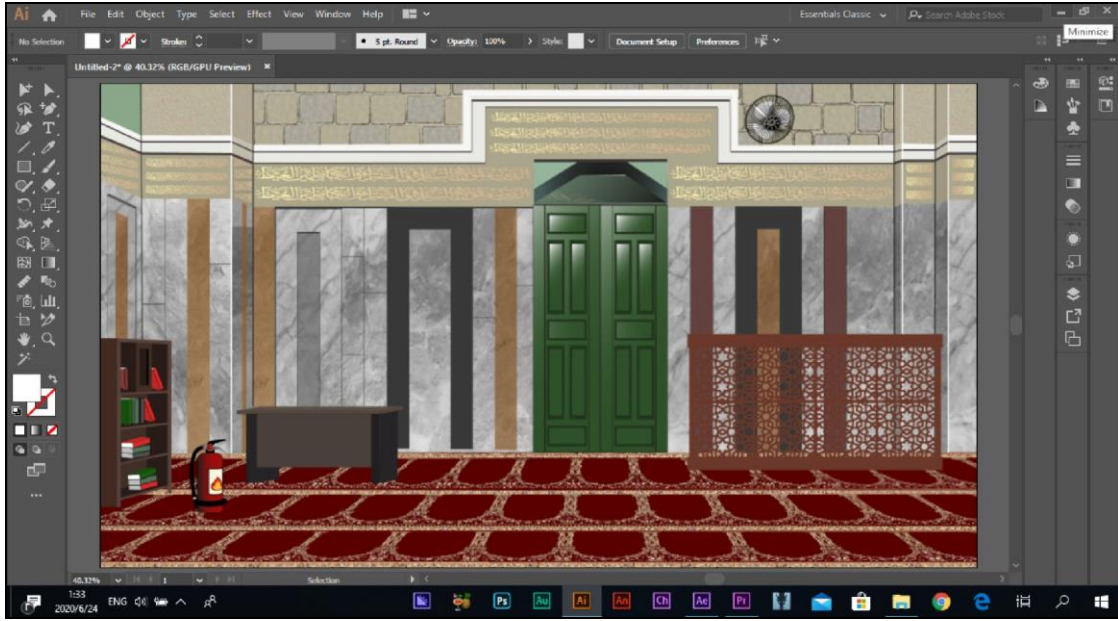 Ai File Edit Object Type Select Effect View Window Help Essentials Classic Search Adobe Stock
Minimize
No Selection Stroke: 5 pt. Round Opacity: 100% Style: Document Setup Preferences
Untitled-2* @ 40.32% (RGB/GPU Preview)
40.32% 1 Selection
1:33
2020/6/24 ENG Ps Au Ai An Ch Ae Pr